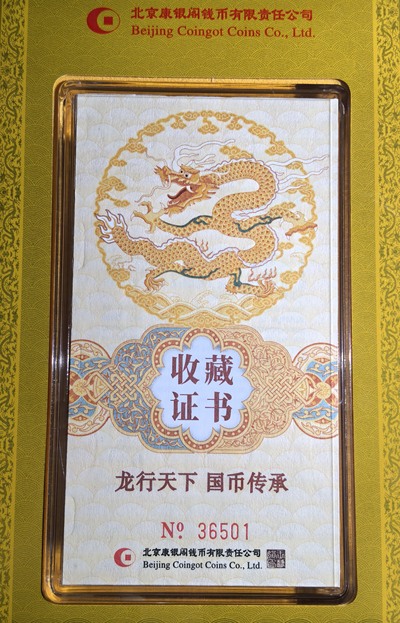 北京康银阁钱币有限责任公司
Beijing Coingot Coins Co., Ltd.
收藏
证书
龙行天下 国币传承
Nº 36501
北京康银阁钱币有限责任公司
Beijing Coingot Coins Co., Ltd.